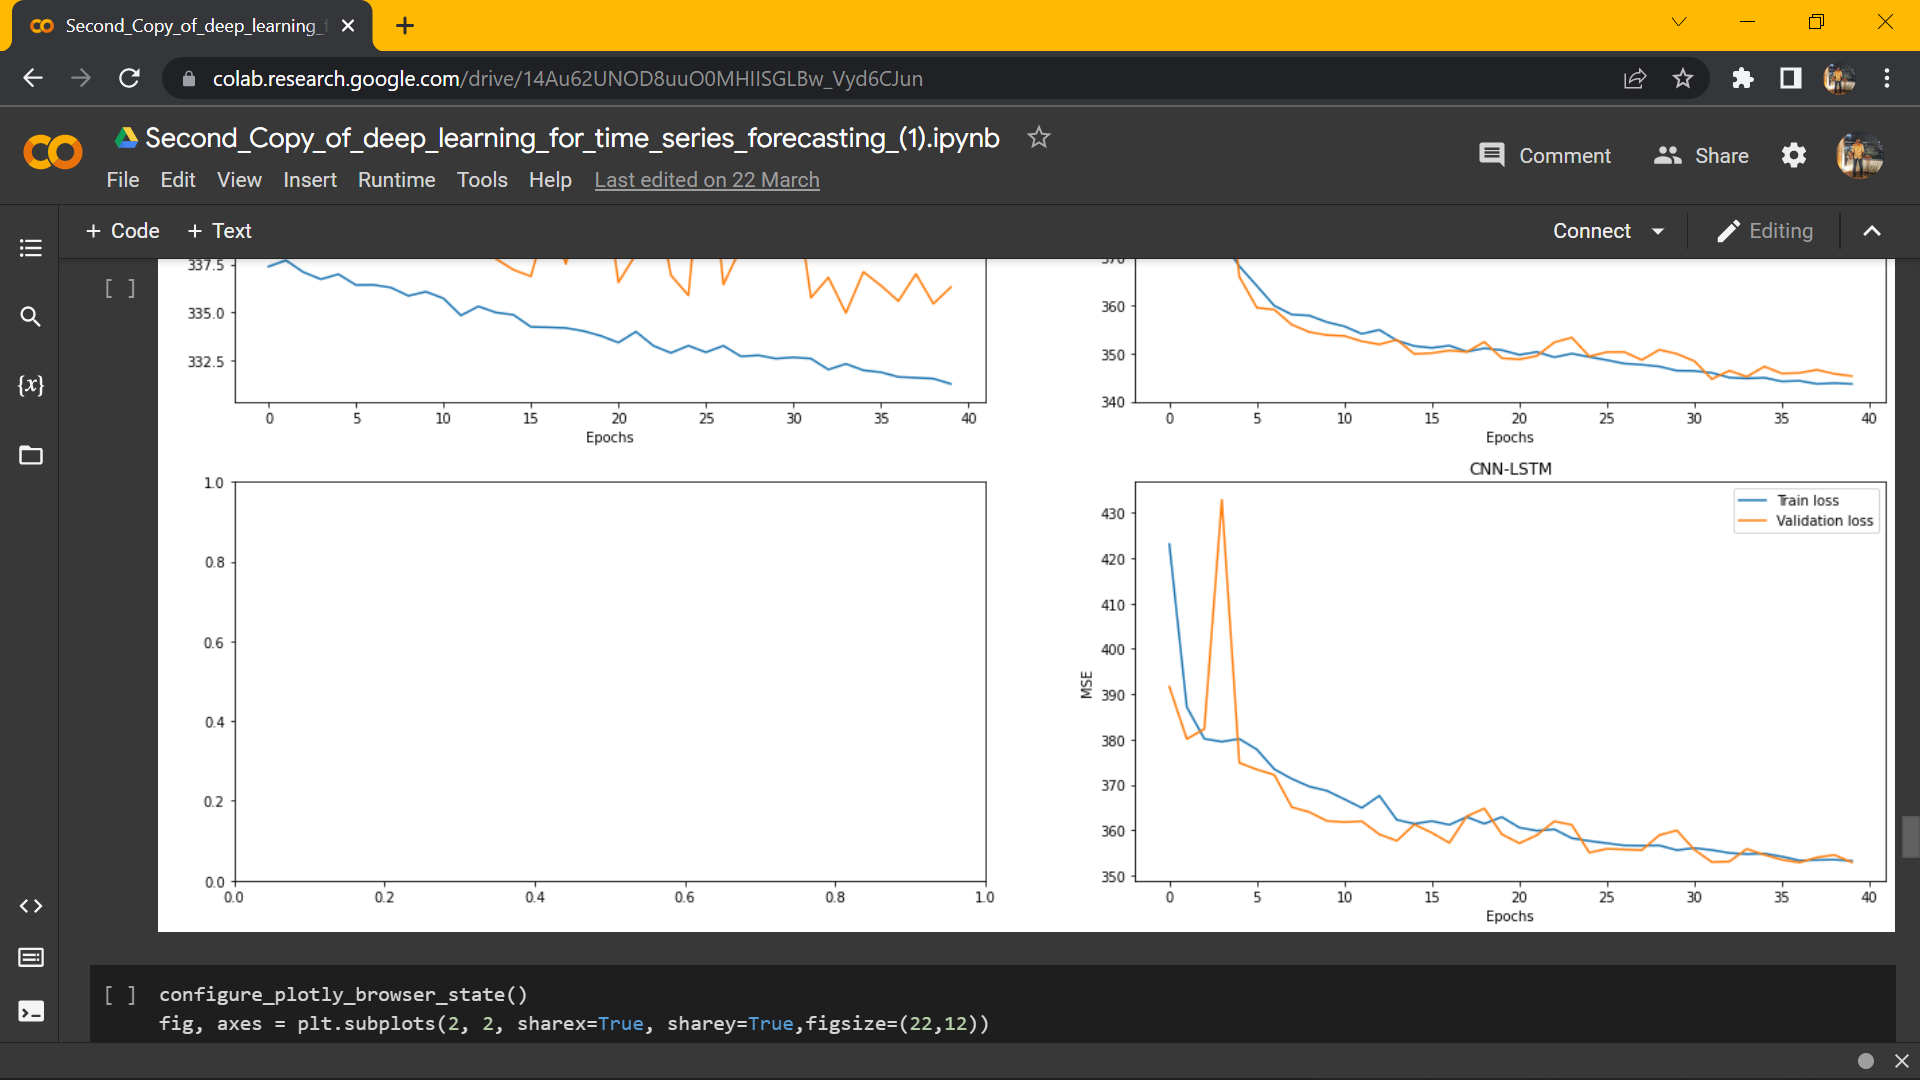 Second_Copy_of_deep_learning_f
colab.research.google.com/drive/14Au62UNOD8uuO0MHIISGLBw_Vyd6CJun
Second_Copy_of_deep_learning_for_time_series_forecasting_(1).ipynb
Comment
Share
File Edit View Insert Runtime Tools Help Last edited on 22 March
+ Code + Text
Connect
Editing
[ ]
337.5
335.0
332.5
0 5 10 15 20 25 30 35 40
Epochs
370
360
350
340
0 5 10 15 20 25 30 35 40
Epochs
1.0
0.8
0.6
0.4
0.2
0.0
0.0 0.2 0.4 0.6 0.8 1.0
CNN-LSTM
Train loss
Validation loss
MSE
430
420
410
400
390
380
370
360
350
0 5 10 15 20 25 30 35 40
Epochs
[ ] configure_plotly_browser_state()
fig, axes = plt.subplots(2, 2, sharex=True, sharey=True,figsize=(22,12))